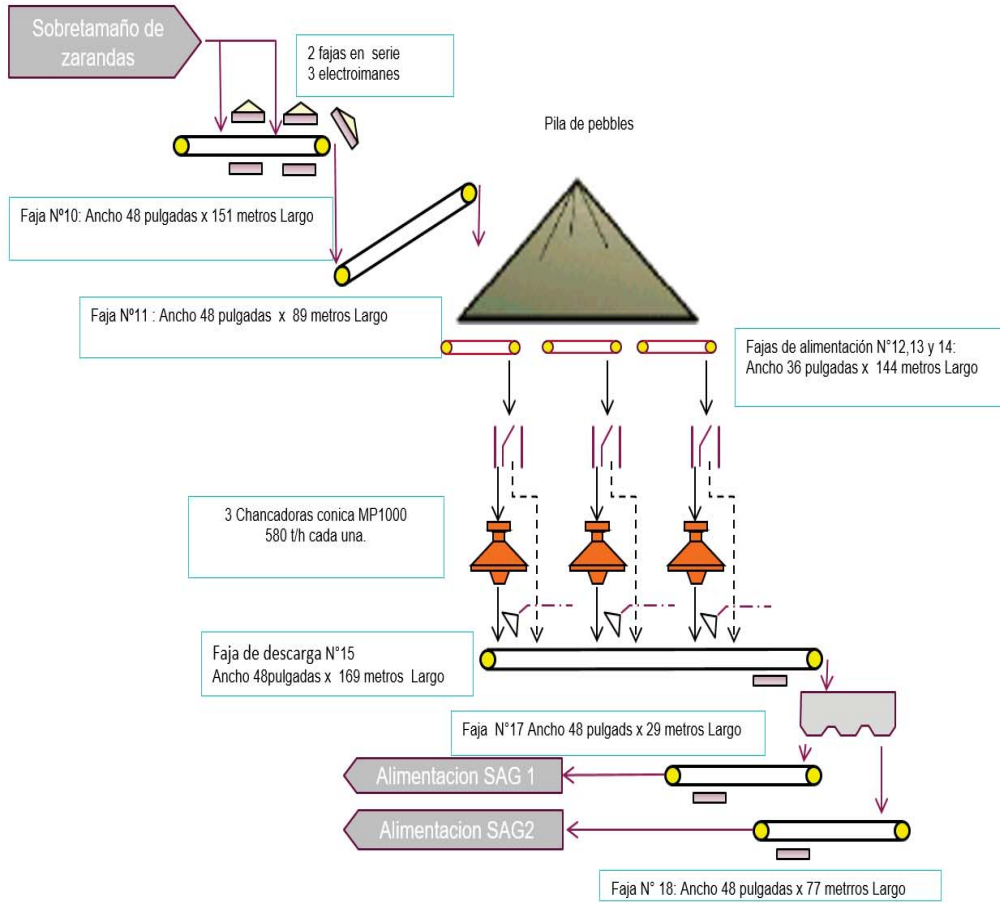 Sobretamaño de
zarandas
2 fajas en serie
3 electroimanes
Pila de pebbles
Faja Nº10: Ancho 48 pulgadas x 151 metros Largo
Faja Nº11 : Ancho 48 pulgadas x 89 metros Largo
Fajas de alimentación N°12,13 y 14:
Ancho 36 pulgadas x 144 metros Largo
3 Chancadoras conica MP1000
580 t/h cada una.
Faja de descarga N°15
Ancho 48pulgadas x 169 metros Largo
Faja N°17 Ancho 48 pulgads x 29 metros Largo
Alimentacion SAG 1
Alimentacion SAG2
Faja N° 18: Ancho 48 pulgadas x 77 metrros Largo